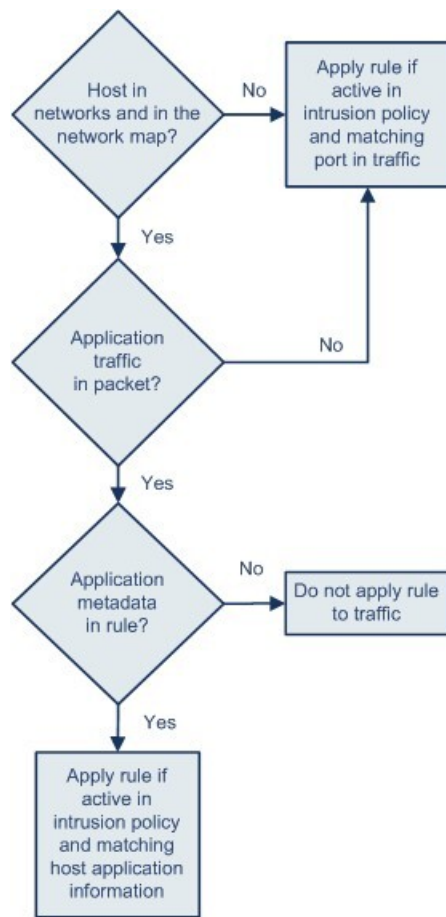 Host in
networks and in the
network map?
No
Apply rule if
active in
intrusion policy
and matching
port in traffic
Yes
Application
traffic
in packet?
No
Yes
Application
metadata
in rule?
No
Do not apply rule
to traffic
Yes
Apply rule if
active in
intrusion policy
and matching
host application
information